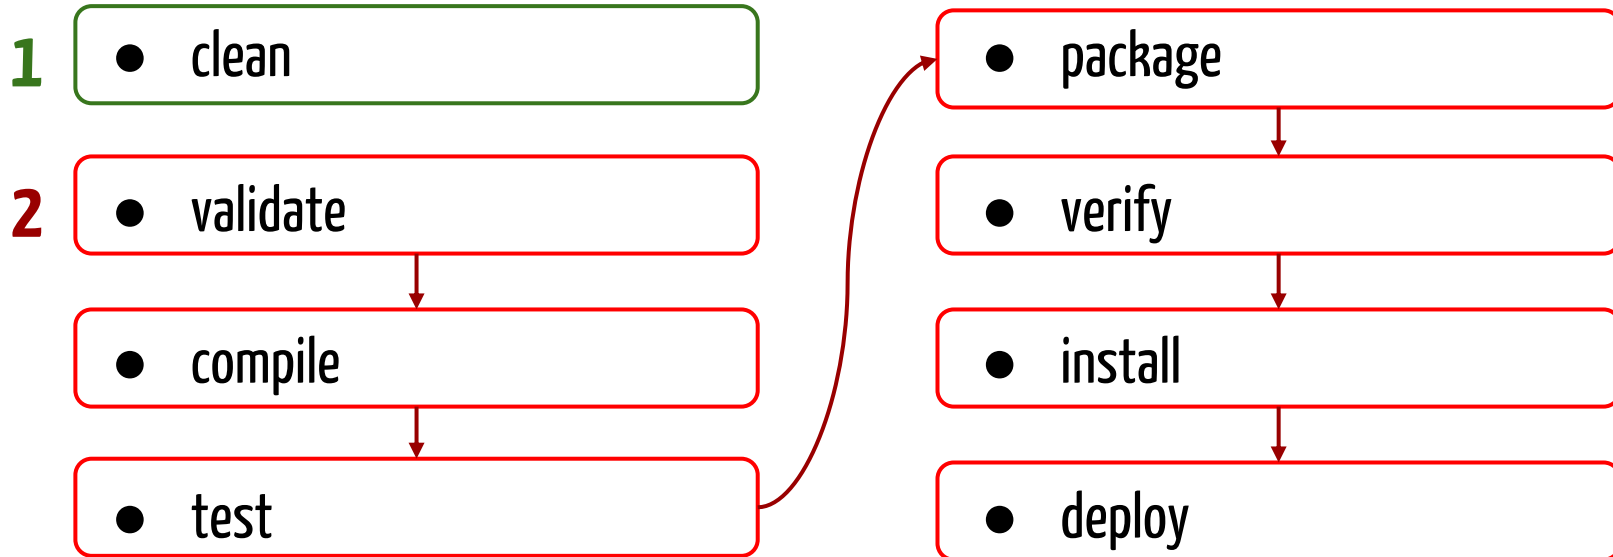 1 ● clean
2 ● validate
● compile
● test
● package
● verify
● install
● deploy